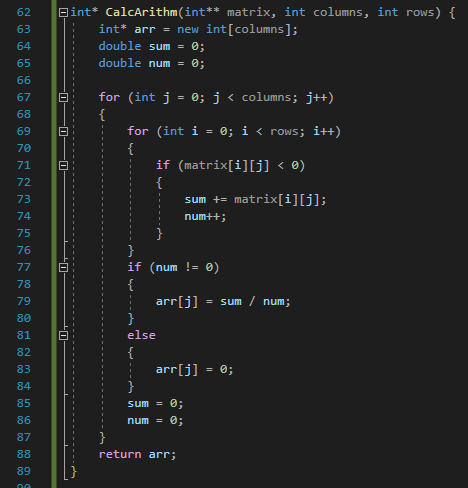 62 int* CalcArithm(int** matrix, int columns, int rows) {
63     int* arr = new int[columns];
64     double sum = 0;
65     double num = 0;
66
67     for (int j = 0; j < columns; j++)
68     {
69         for (int i = 0; i < rows; i++)
70         {
71             if (matrix[i][j] < 0)
72             {
73                 sum += matrix[i][j];
74                 num++;
75             }
76         }
77         if (num != 0)
78         {
79             arr[j] = sum / num;
80         }
81         else
82         {
83             arr[j] = 0;
84         }
85         sum = 0;
86         num = 0;
87     }
88     return arr;
89 }
90